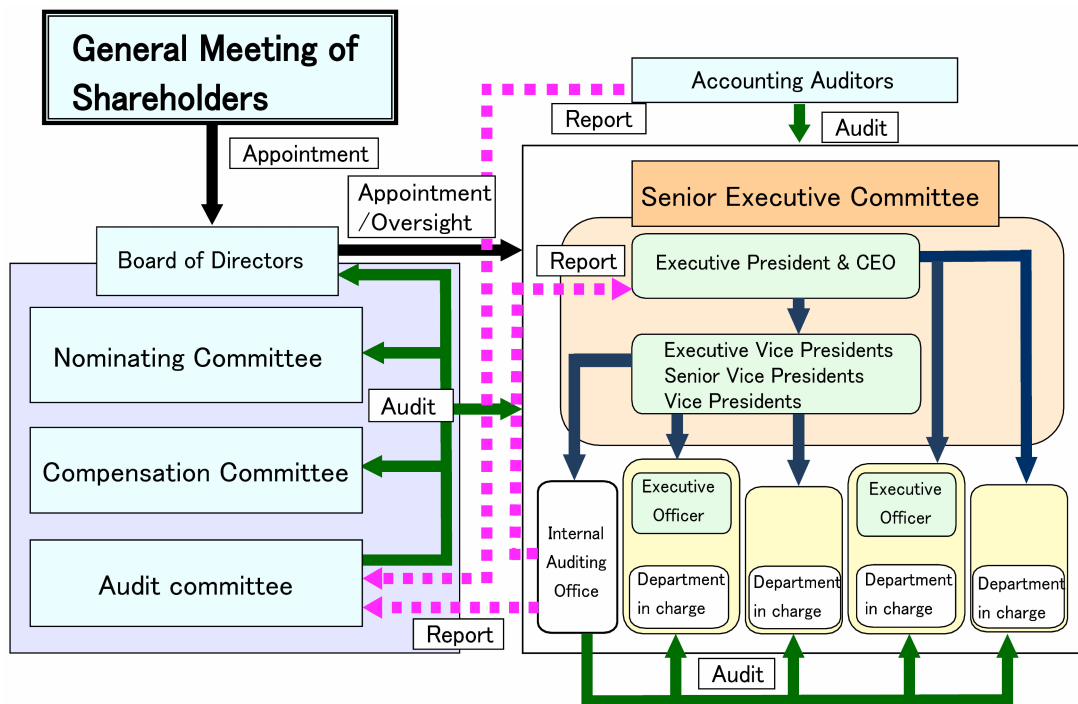 General Meeting of
Shareholders
Accounting Auditors
Report
Audit
Appointment
Appointment
/Oversight
Senior Executive Committee
Board of Directors
Report
Executive President & CEO
Nominating Committee
Executive Vice Presidents
Senior Vice Presidents
Vice Presidents
Audit
Compensation Committee
Executive
Officer
Executive
Officer
Internal
Auditing
Office
Audit committee
Department
in charge
Department
in charge
Department
in charge
Department
in charge
Report
Audit